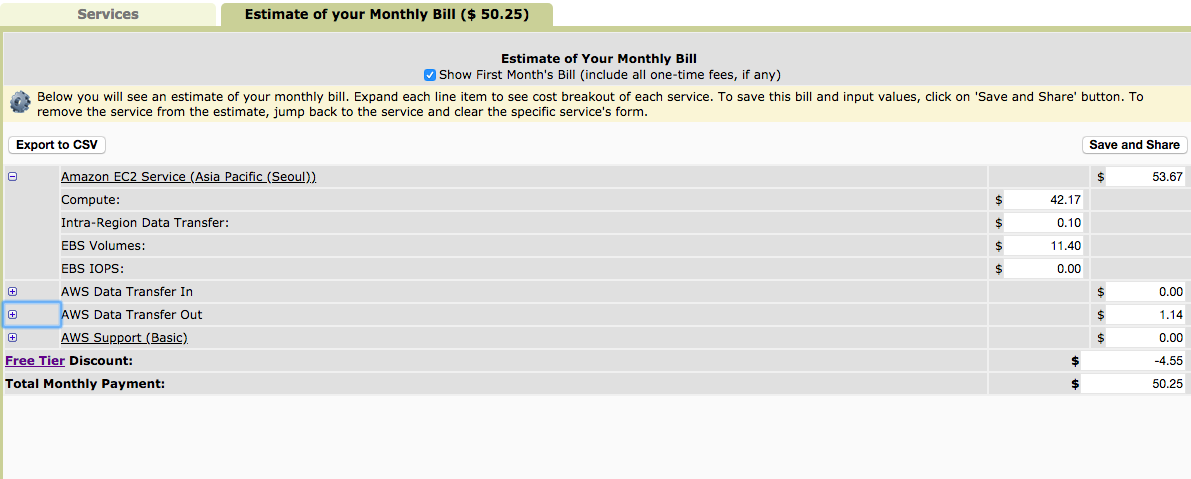 Services
Estimate of your Monthly Bill ($ 50.25)
Estimate of Your Monthly Bill
Show First Month's Bill (include all one-time fees, if any)
Below you will see an estimate of your monthly bill. Expand each line item to see cost breakout of each service. To save this bill and input values, click on 'Save and Share' button. To
remove the service from the estimate, jump back to the service and clear the specific service's form.
Export to CSV
Save and Share
Amazon EC2 Service (Asia Pacific (Seoul)) $ 53.67
Compute: $ 42.17
Intra-Region Data Transfer: $ 0.10
EBS Volumes: $ 11.40
EBS IOPS: $ 0.00
AWS Data Transfer In $ 0.00
AWS Data Transfer Out $ 1.14
AWS Support (Basic) $ 0.00
Free Tier Discount: $ -4.55
Total Monthly Payment: $ 50.25